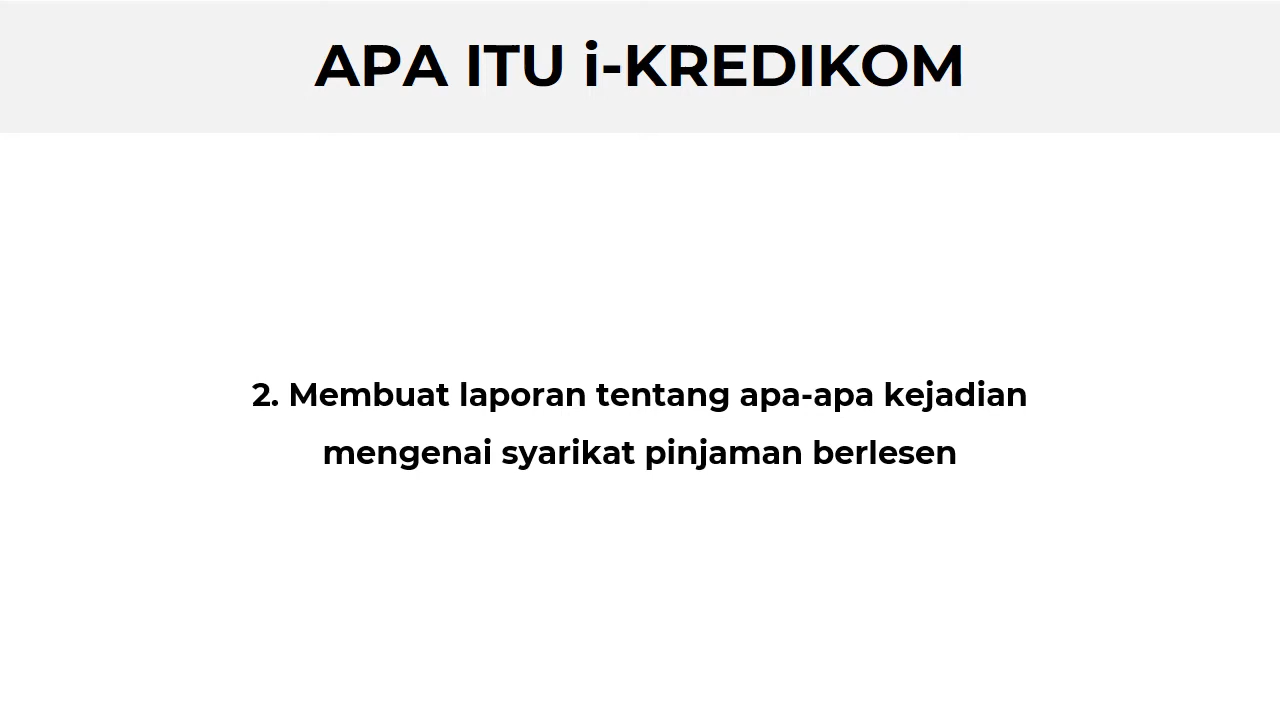 APA ITU i-KREDIKOM
2. Membuat laporan tentang apa-apa kejadian
mengenai syarikat pinjaman berlesen